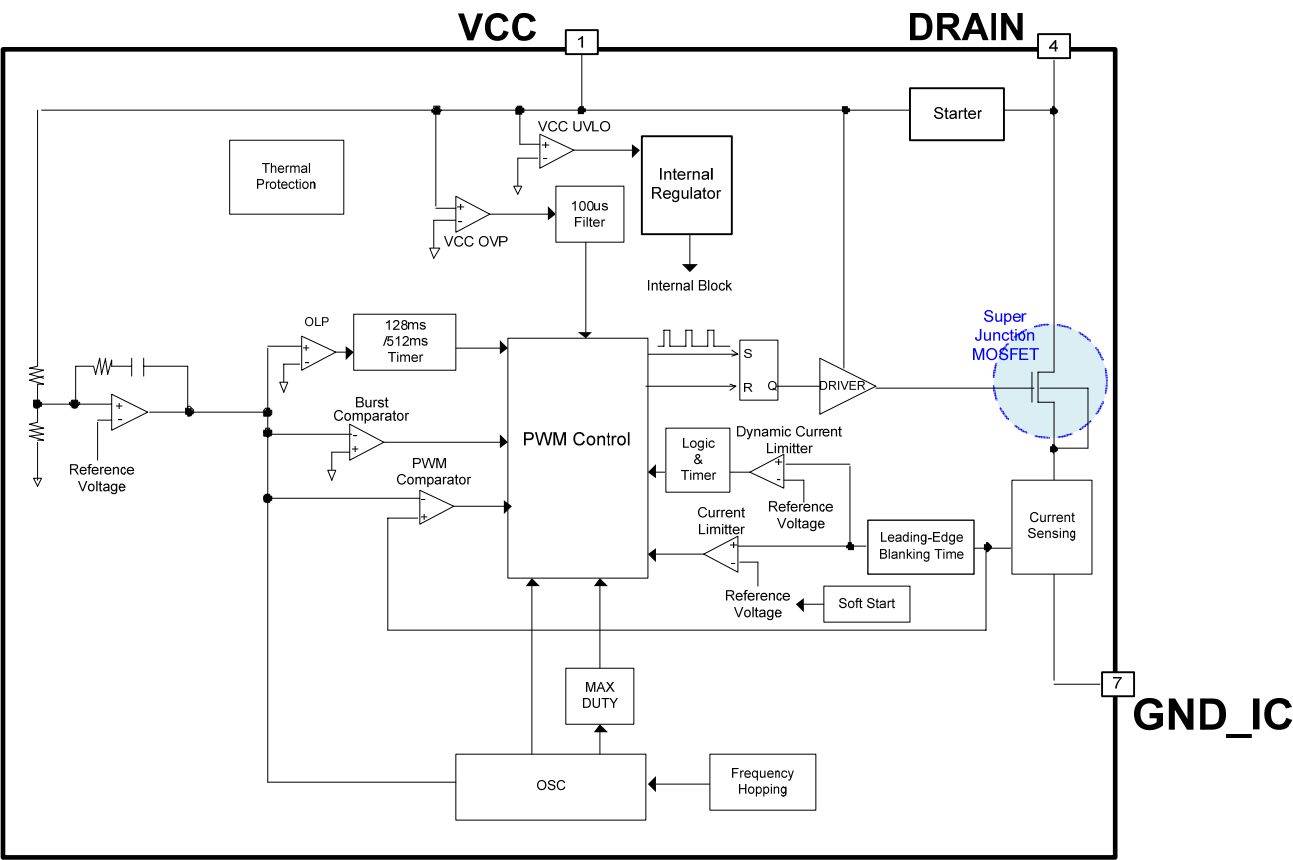 VCC
DRAIN
1
4
Starter
VCC UVLO
Thermal
Protection
+
-
Internal
Regulator
100us
Filter
+
-
VCC OVP
Internal Block
OLP
128ms
/512ms
Timer
+
-
Super
Junction
MOSFET
S
R
Q
DRIVER
Burst
Comparator
+
-
-
+
PWM Control
Reference
Voltage
PWM
Comparator
-
+
Logic
&
Timer
Dynamic Current
Limitter
+
-
Reference
Voltage
Current
Limitter
+
-
Leading-Edge
Blanking Time
Current
Sensing
Reference
Voltage
Soft Start
MAX
DUTY
7
GND_IC
OSC
Frequency
Hopping